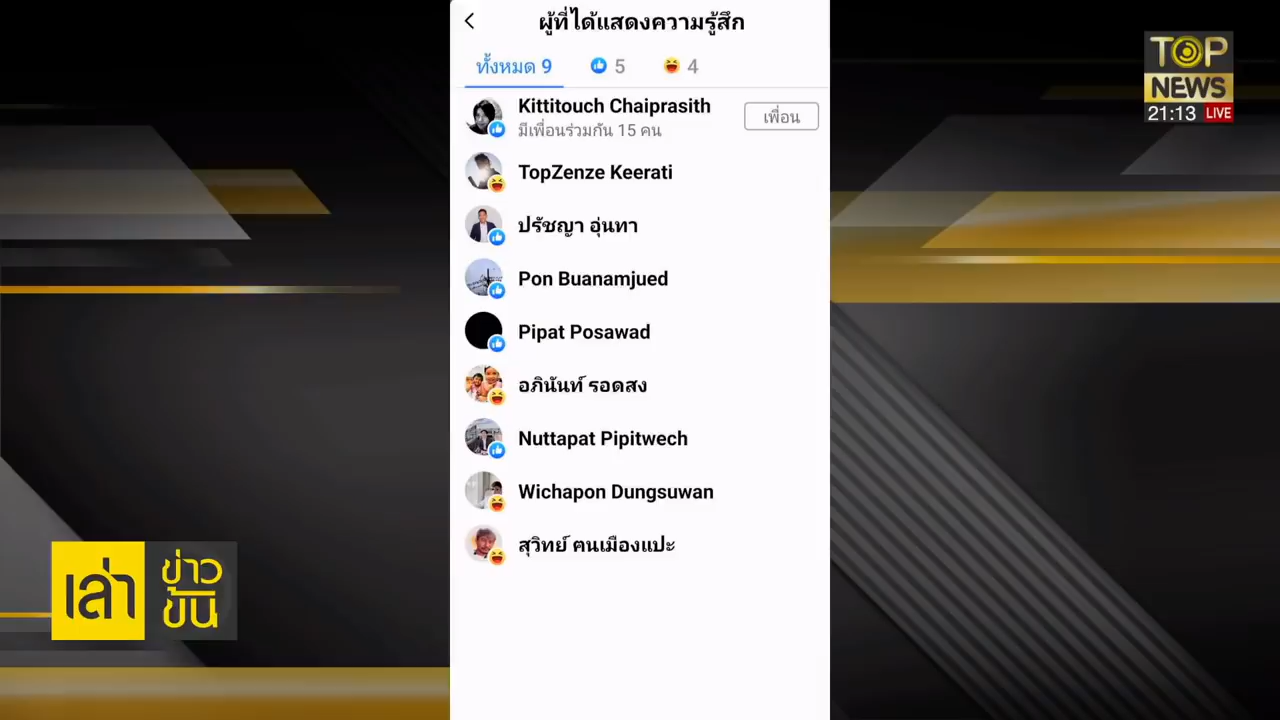 ผู้ที่ได้แสดงความรู้สึก
ทั้งหมด 9
5
4
Kittitouch Chaiprasith
มีเพื่อนร่วมกัน 15 คน
เพื่อน
TopZenze Keerati
ปรัชญา อุ่นทา
Pon Buanamjued
Pipat Posawad
อภินันท์ รอดสง
Nuttapat Pipitwech
Wichapon Dungsuwan
สุวิทย์ ฅนเมืองแปะ
TOP
NEWS
21:13 LIVE
เล่า
ข่าว
ข้น